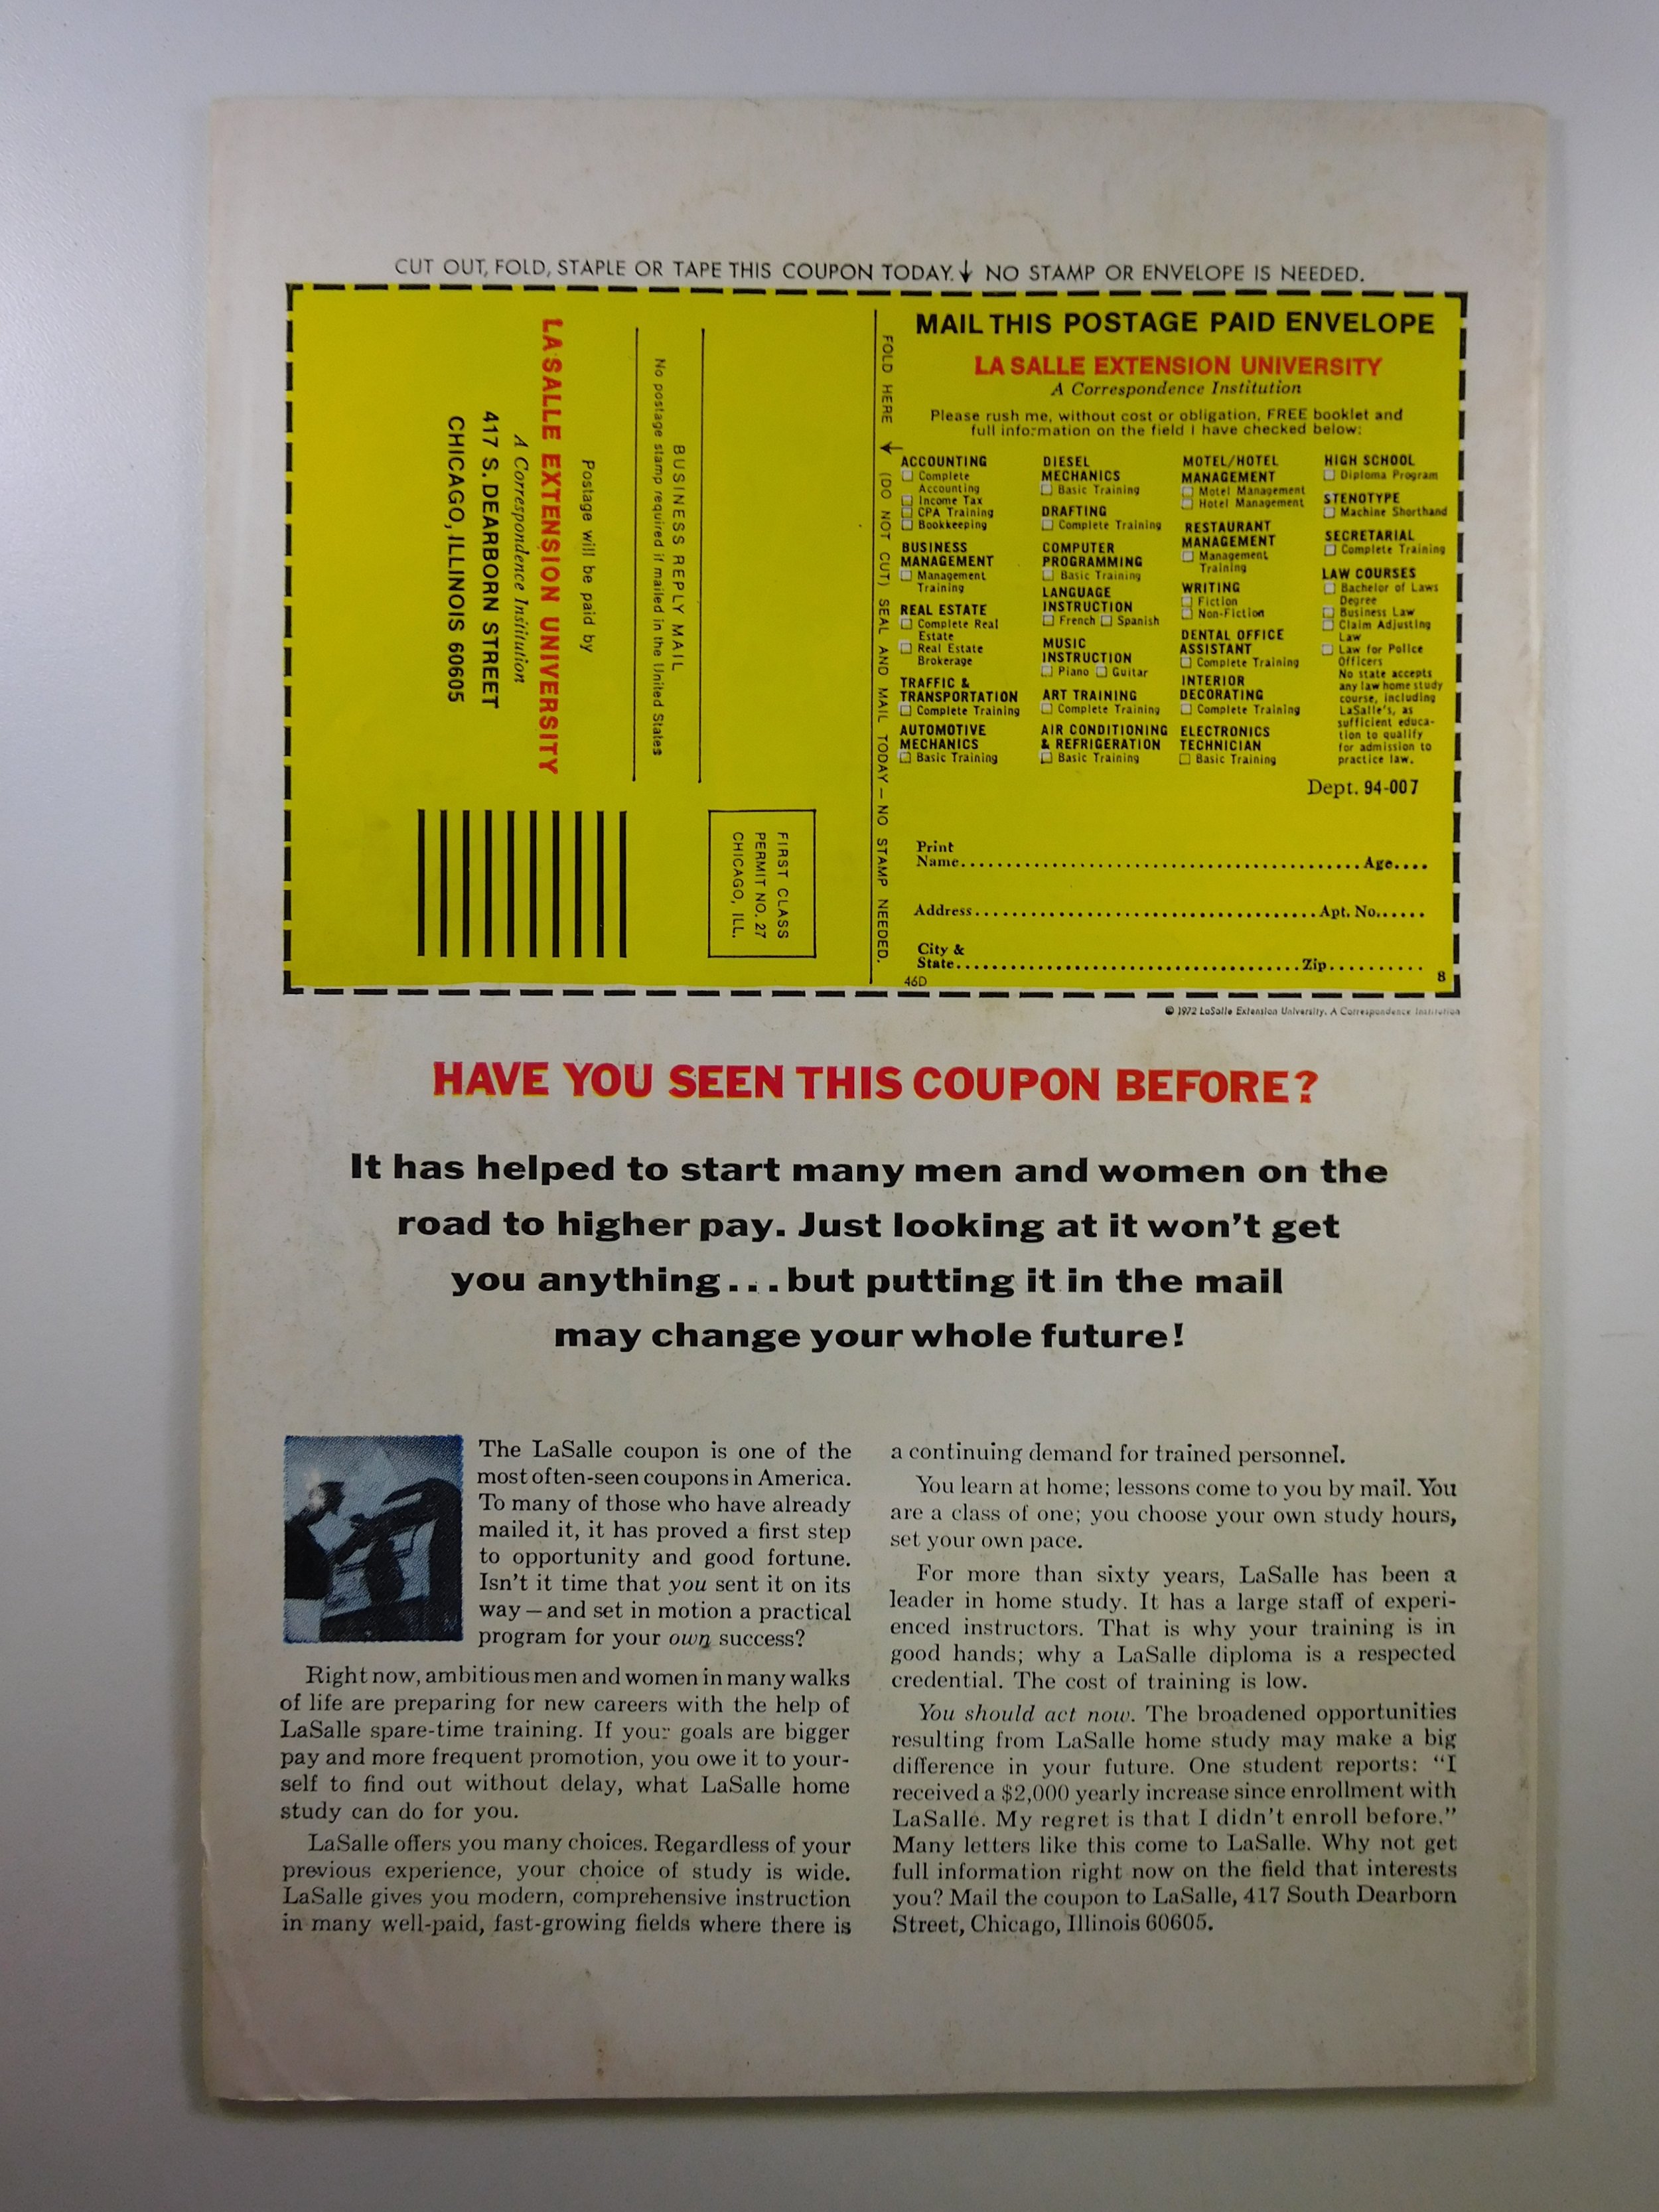 CUT OUT, FOLD, STAPLE OR TAPE THIS COUPON TODAY. ↓ NO STAMP OR ENVELOPE IS NEEDED.
FIRST CLASS
PERMIT NO. 27
CHICAGO, ILL.
BUSINESS REPLY MAIL
No postage stamp required if mailed in the United States
Postage will be paid by
LA SALLE EXTENSION UNIVERSITY
A Correspondence Institution
417 S. DEARBORN STREET
CHICAGO, ILLINOIS 60605
FOLD HERE ↓ (DO NOT CUT) SEAL AND MAIL TODAY — NO STAMP NEEDED.
MAIL THIS POSTAGE PAID ENVELOPE
LA SALLE EXTENSION UNIVERSITY
A Correspondence Institution
Please rush me, without cost or obligation, FREE booklet and
full information on the field I have checked below:
ACCOUNTING
Complete
Accounting
Income Tax
CPA Training
Bookkeeping
BUSINESS
MANAGEMENT
Management
Training
REAL ESTATE
Complete Real
Estate
Real Estate
Brokerage
TRAFFIC &
TRANSPORTATION
Complete Training
AUTOMOTIVE
MECHANICS
Basic Training
DIESEL
MECHANICS
Basic Training
DRAFTING
Complete Training
COMPUTER
PROGRAMMING
Basic Training
LANGUAGE
INSTRUCTION
French Spanish
MUSIC
INSTRUCTION
Piano Guitar
ART TRAINING
Complete Training
AIR CONDITIONING
& REFRIGERATION
Basic Training
MOTEL/HOTEL
MANAGEMENT
Motel Management
Hotel Management
RESTAURANT
MANAGEMENT
Management
Training
WRITING
Fiction
Non-Fiction
DENTAL OFFICE
ASSISTANT
Complete Training
INTERIOR
DECORATING
Complete Training
ELECTRONICS
TECHNICIAN
Basic Training
HIGH SCHOOL
Diploma Program
STENOTYPE
Machine Shorthand
SECRETARIAL
Complete Training
LAW COURSES
Bachelor of Laws
Degree
Business Law
Claim Adjusting
Law
Law for Police
Officers
No state accepts
any law home study
course, including
LaSalle's, as
sufficient educa-
tion to qualify
for admission to
practice law.
Dept. 94-007
Print
Name Age
Address Apt. No.
City &
State Zip
46D 8
© 1972 LaSalle Extension University. A Correspondence Institution
HAVE YOU SEEN THIS COUPON BEFORE?
It has helped to start many men and women on the
road to higher pay. Just looking at it won't get
you anything...but putting it in the mail
may change your whole future!
The LaSalle coupon is one of the
most often-seen coupons in America.
To many of those who have already
mailed it, it has proved a first step
to opportunity and good fortune.
Isn't it time that you sent it on its
way—and set in motion a practical
program for your own success?
Right now, ambitious men and women in many walks
of life are preparing for new careers with the help of
LaSalle spare-time training. If your goals are bigger
pay and more frequent promotion, you owe it to your-
self to find out without delay, what LaSalle home
study can do for you.
LaSalle offers you many choices. Regardless of your
previous experience, your choice of study is wide.
LaSalle gives you modern, comprehensive instruction
in many well-paid, fast-growing fields where there is
a continuing demand for trained personnel.
You learn at home; lessons come to you by mail. You
are a class of one; you choose your own study hours,
set your own pace.
For more than sixty years, LaSalle has been a
leader in home study. It has a large staff of experi-
enced instructors. That is why your training is in
good hands; why a LaSalle diploma is a respected
credential. The cost of training is low.
You should act now. The broadened opportunities
resulting from LaSalle home study may make a big
difference in your future. One student reports: "I
received a $2,000 yearly increase since enrollment with
LaSalle. My regret is that I didn't enroll before."
Many letters like this come to LaSalle. Why not get
full information right now on the field that interests
you? Mail the coupon to LaSalle, 417 South Dearborn
Street, Chicago, Illinois 60605.